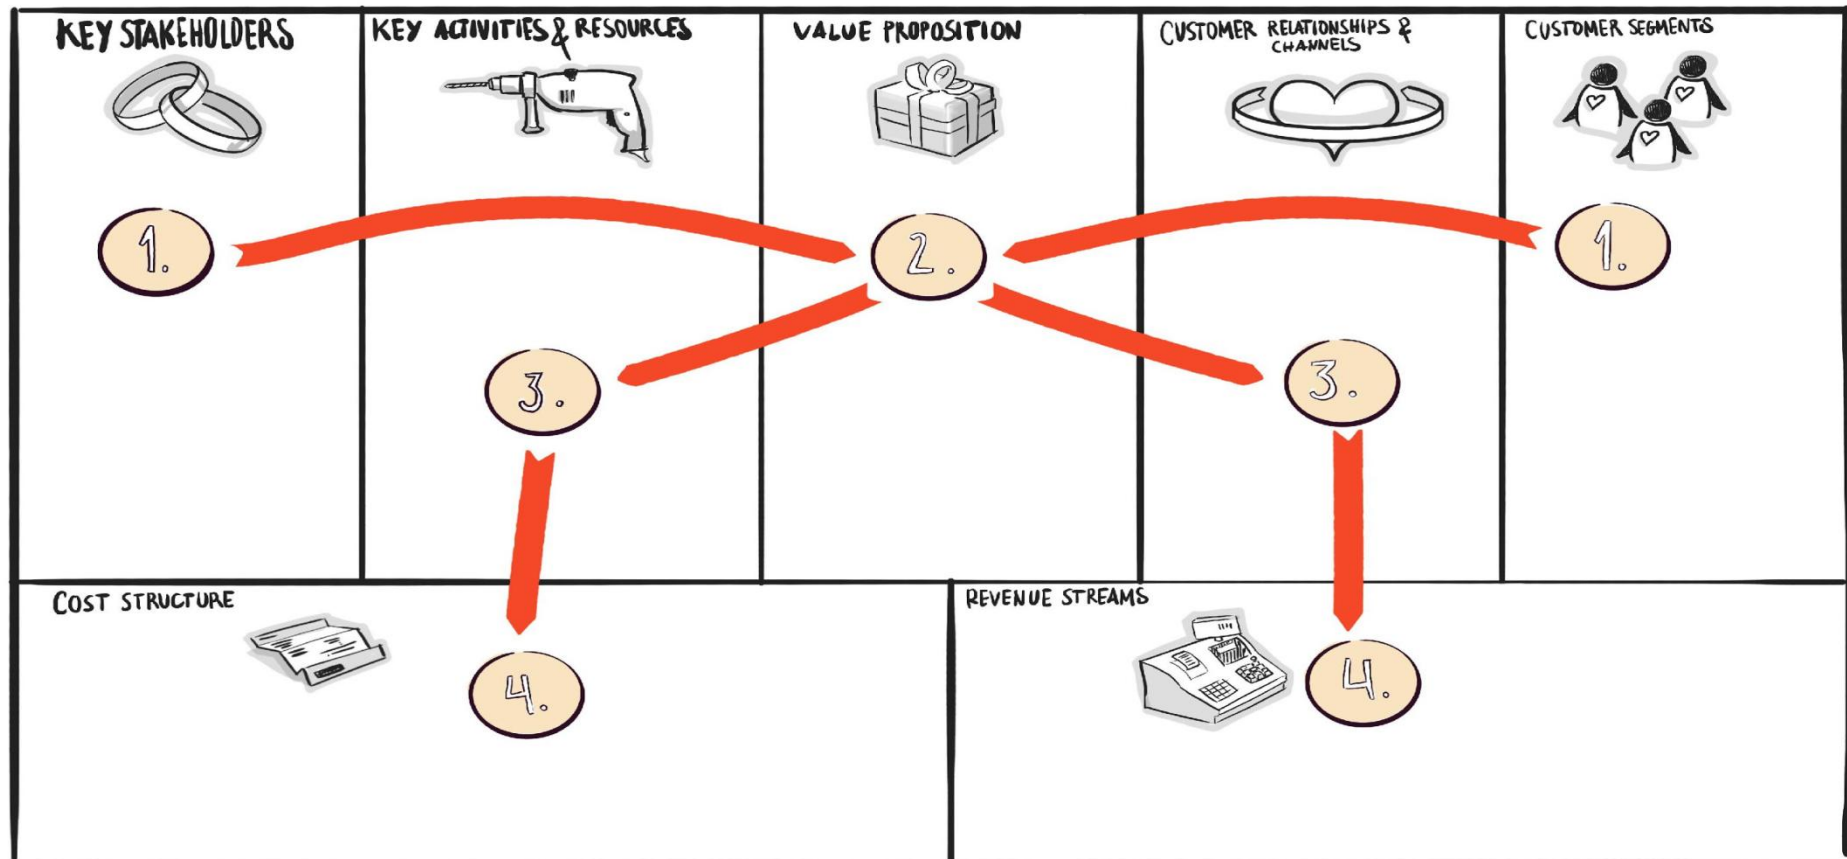 KEY STAKEHOLDERS
KEY ACTIVITIES & RESOURCES
VALUE PROPOSITION
CUSTOMER RELATIONSHIPS &
CHANNELS
CUSTOMER SEGMENTS
1.
2.
1.
3.
3.
COST STRUCTURE
REVENUE STREAMS
4.
4.